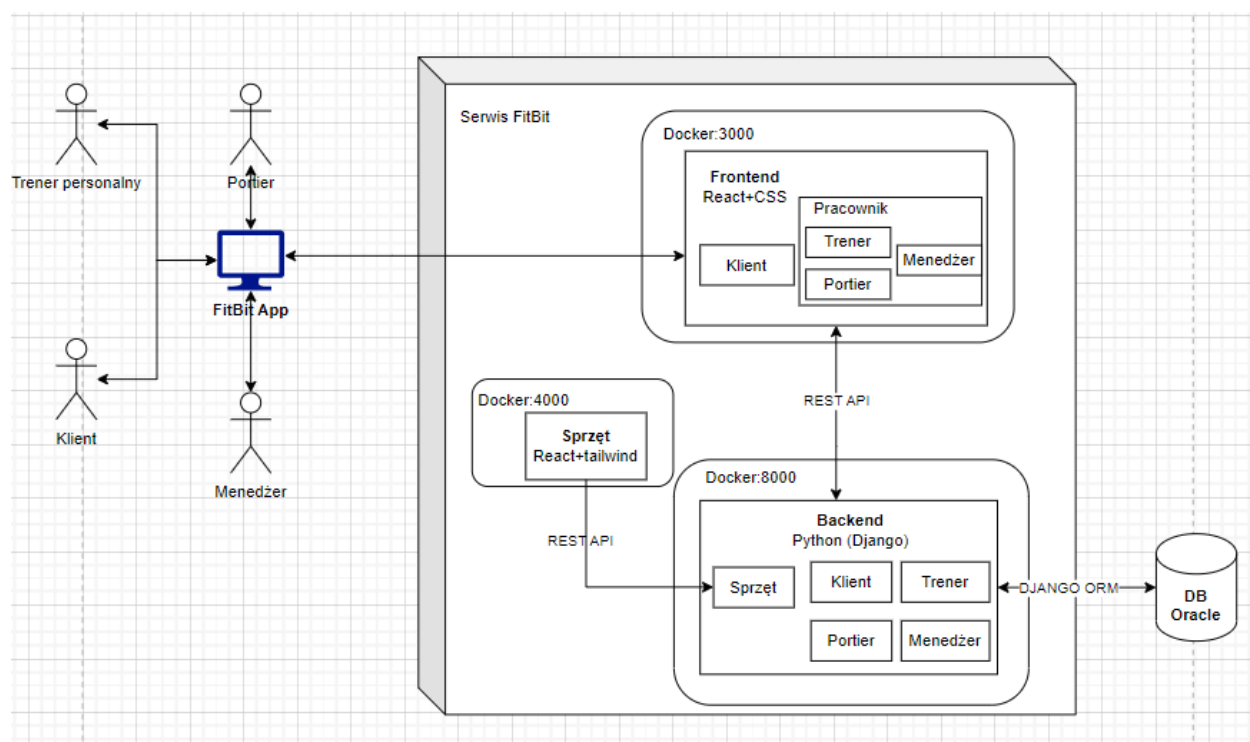 Trener personalny
Portier
FitBit App
Klient
Menedżer
Serwis FitBit
Docker:3000
Frontend
React+CSS
Pracownik
Klient
Trener
Portier
Menedżer
REST API
Docker:4000
Sprzęt
React+tailwind
REST API
Docker:8000
Backend
Python (Django)
Sprzęt
Klient
Trener
Portier
Menedżer
DJANGO ORM
DB
Oracle